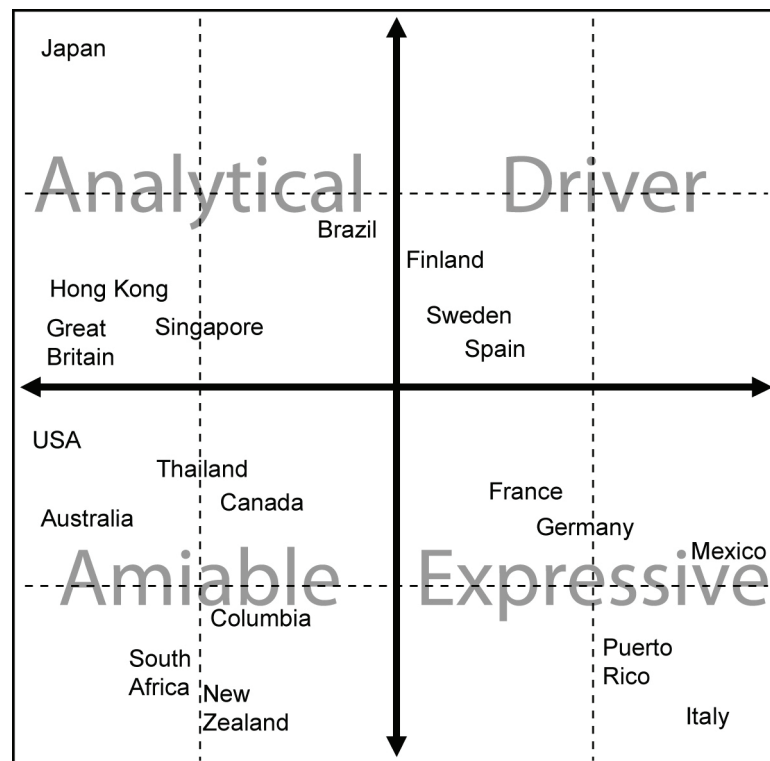 Japan
Analytical
Driver
Brazil
Finland
Hong Kong
Great
Britain
Singapore
Sweden
Spain
USA
Thailand
Canada
Australia
France
Germany
Mexico
Amiable
Expressive
Columbia
South
Africa
New
Zealand
Puerto
Rico
Italy